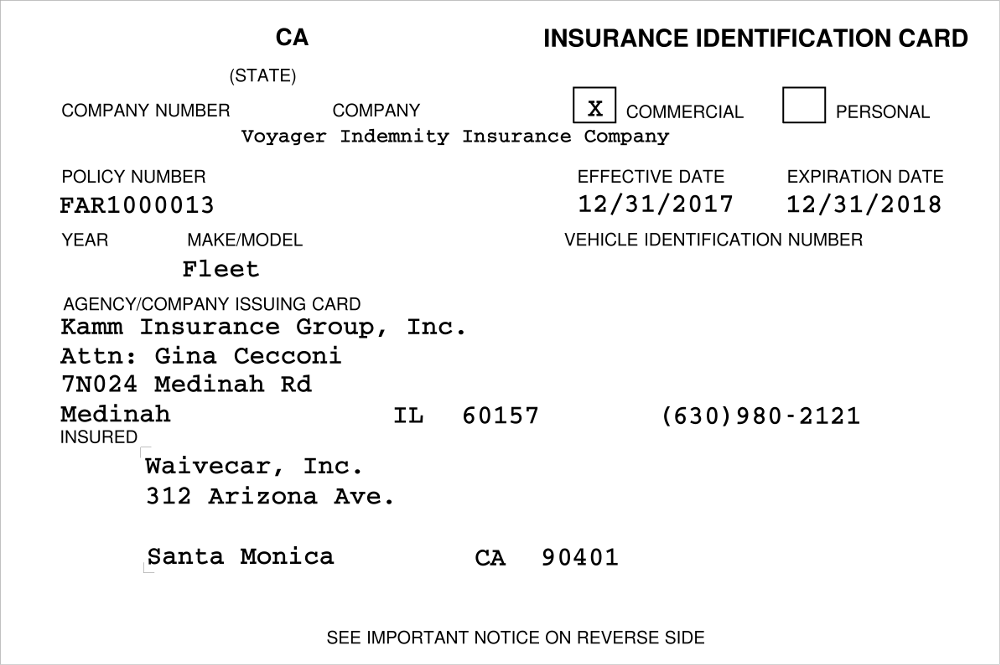 CA INSURANCE IDENTIFICATION CARD
(STATE)
COMPANY NUMBER COMPANY X COMMERCIAL PERSONAL
Voyager Indemnity Insurance Company
POLICY NUMBER EFFECTIVE DATE EXPIRATION DATE
FAR1000013 12/31/2017 12/31/2018
YEAR MAKE/MODEL VEHICLE IDENTIFICATION NUMBER
Fleet
AGENCY/COMPANY ISSUING CARD
Kamm Insurance Group, Inc.
Attn: Gina Cecconi
7N024 Medinah Rd
Medinah IL 60157 (630)980-2121
INSURED
Waivecar, Inc.
312 Arizona Ave.
Santa Monica CA 90401
SEE IMPORTANT NOTICE ON REVERSE SIDE